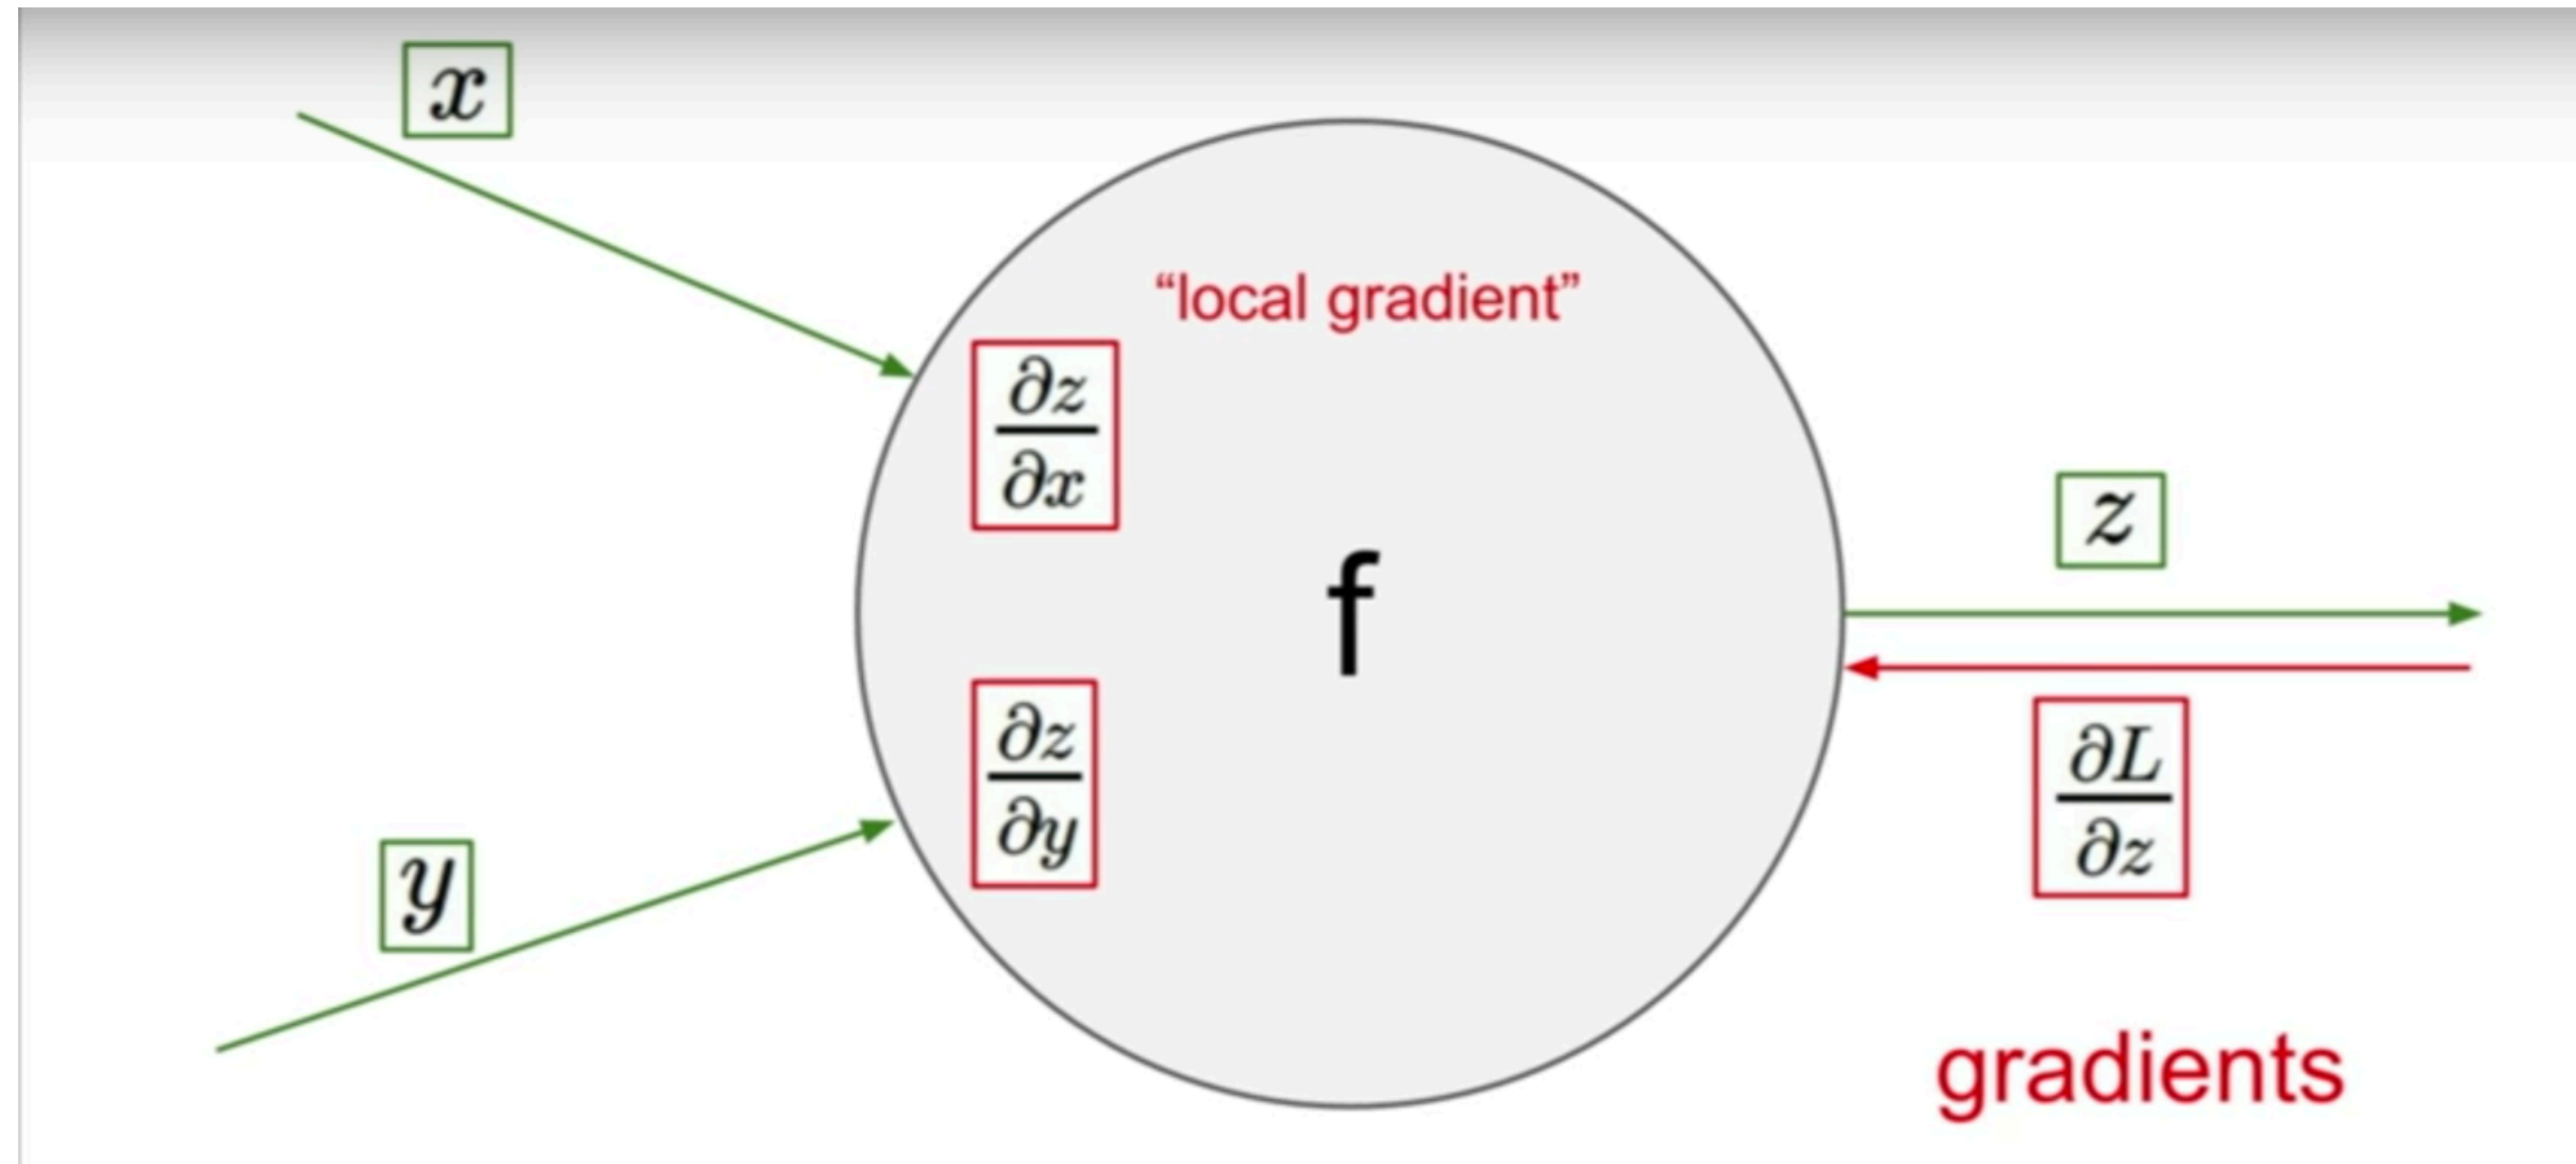 x
“local gradient”
∂z
∂x
f
z
∂z
∂y
∂L
∂z
y
gradients